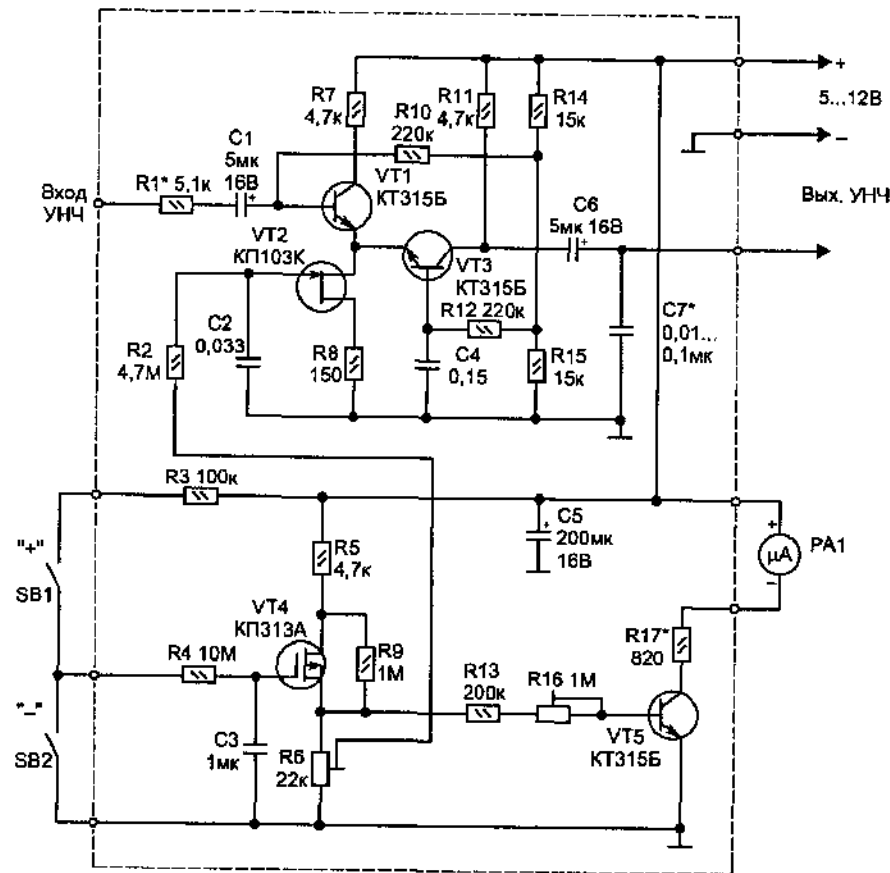 R7
4,7к
R10
220к
R11
4,7к
R14
15к
+
5...12В
–
C1
5мк
16В
Вход
УНЧ
R1* 5,1к
+
VT1
КТ315Б
C6
5мк 16В
+
Вых. УНЧ
VT2
КП103К
VT3
КТ315Б
R12 220к
C7*
0,01...
0,1мк
R2
4,7М
C2
0,033
R8
150
C4
0,15
R15
15к
R3 100к
"+"
SB1
R5
4,7к
+
C5
200мк
16В
+
μA
–
PA1
VT4
КП313А
R4 10М
R9
1М
R17*
820
R13
200к
R16 1М
"–"
SB2
C3
1мк
R6
22к
VT5
КТ315Б